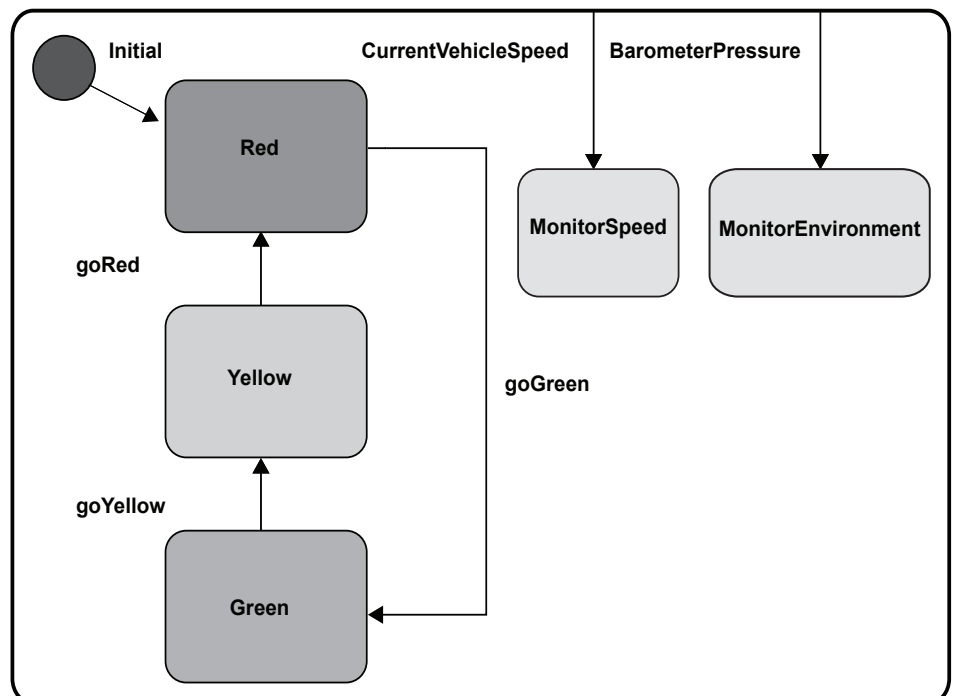 Initial
CurrentVehicleSpeed
BarometerPressure
Red
MonitorSpeed
MonitorEnvironment
goRed
Yellow
goGreen
goYellow
Green